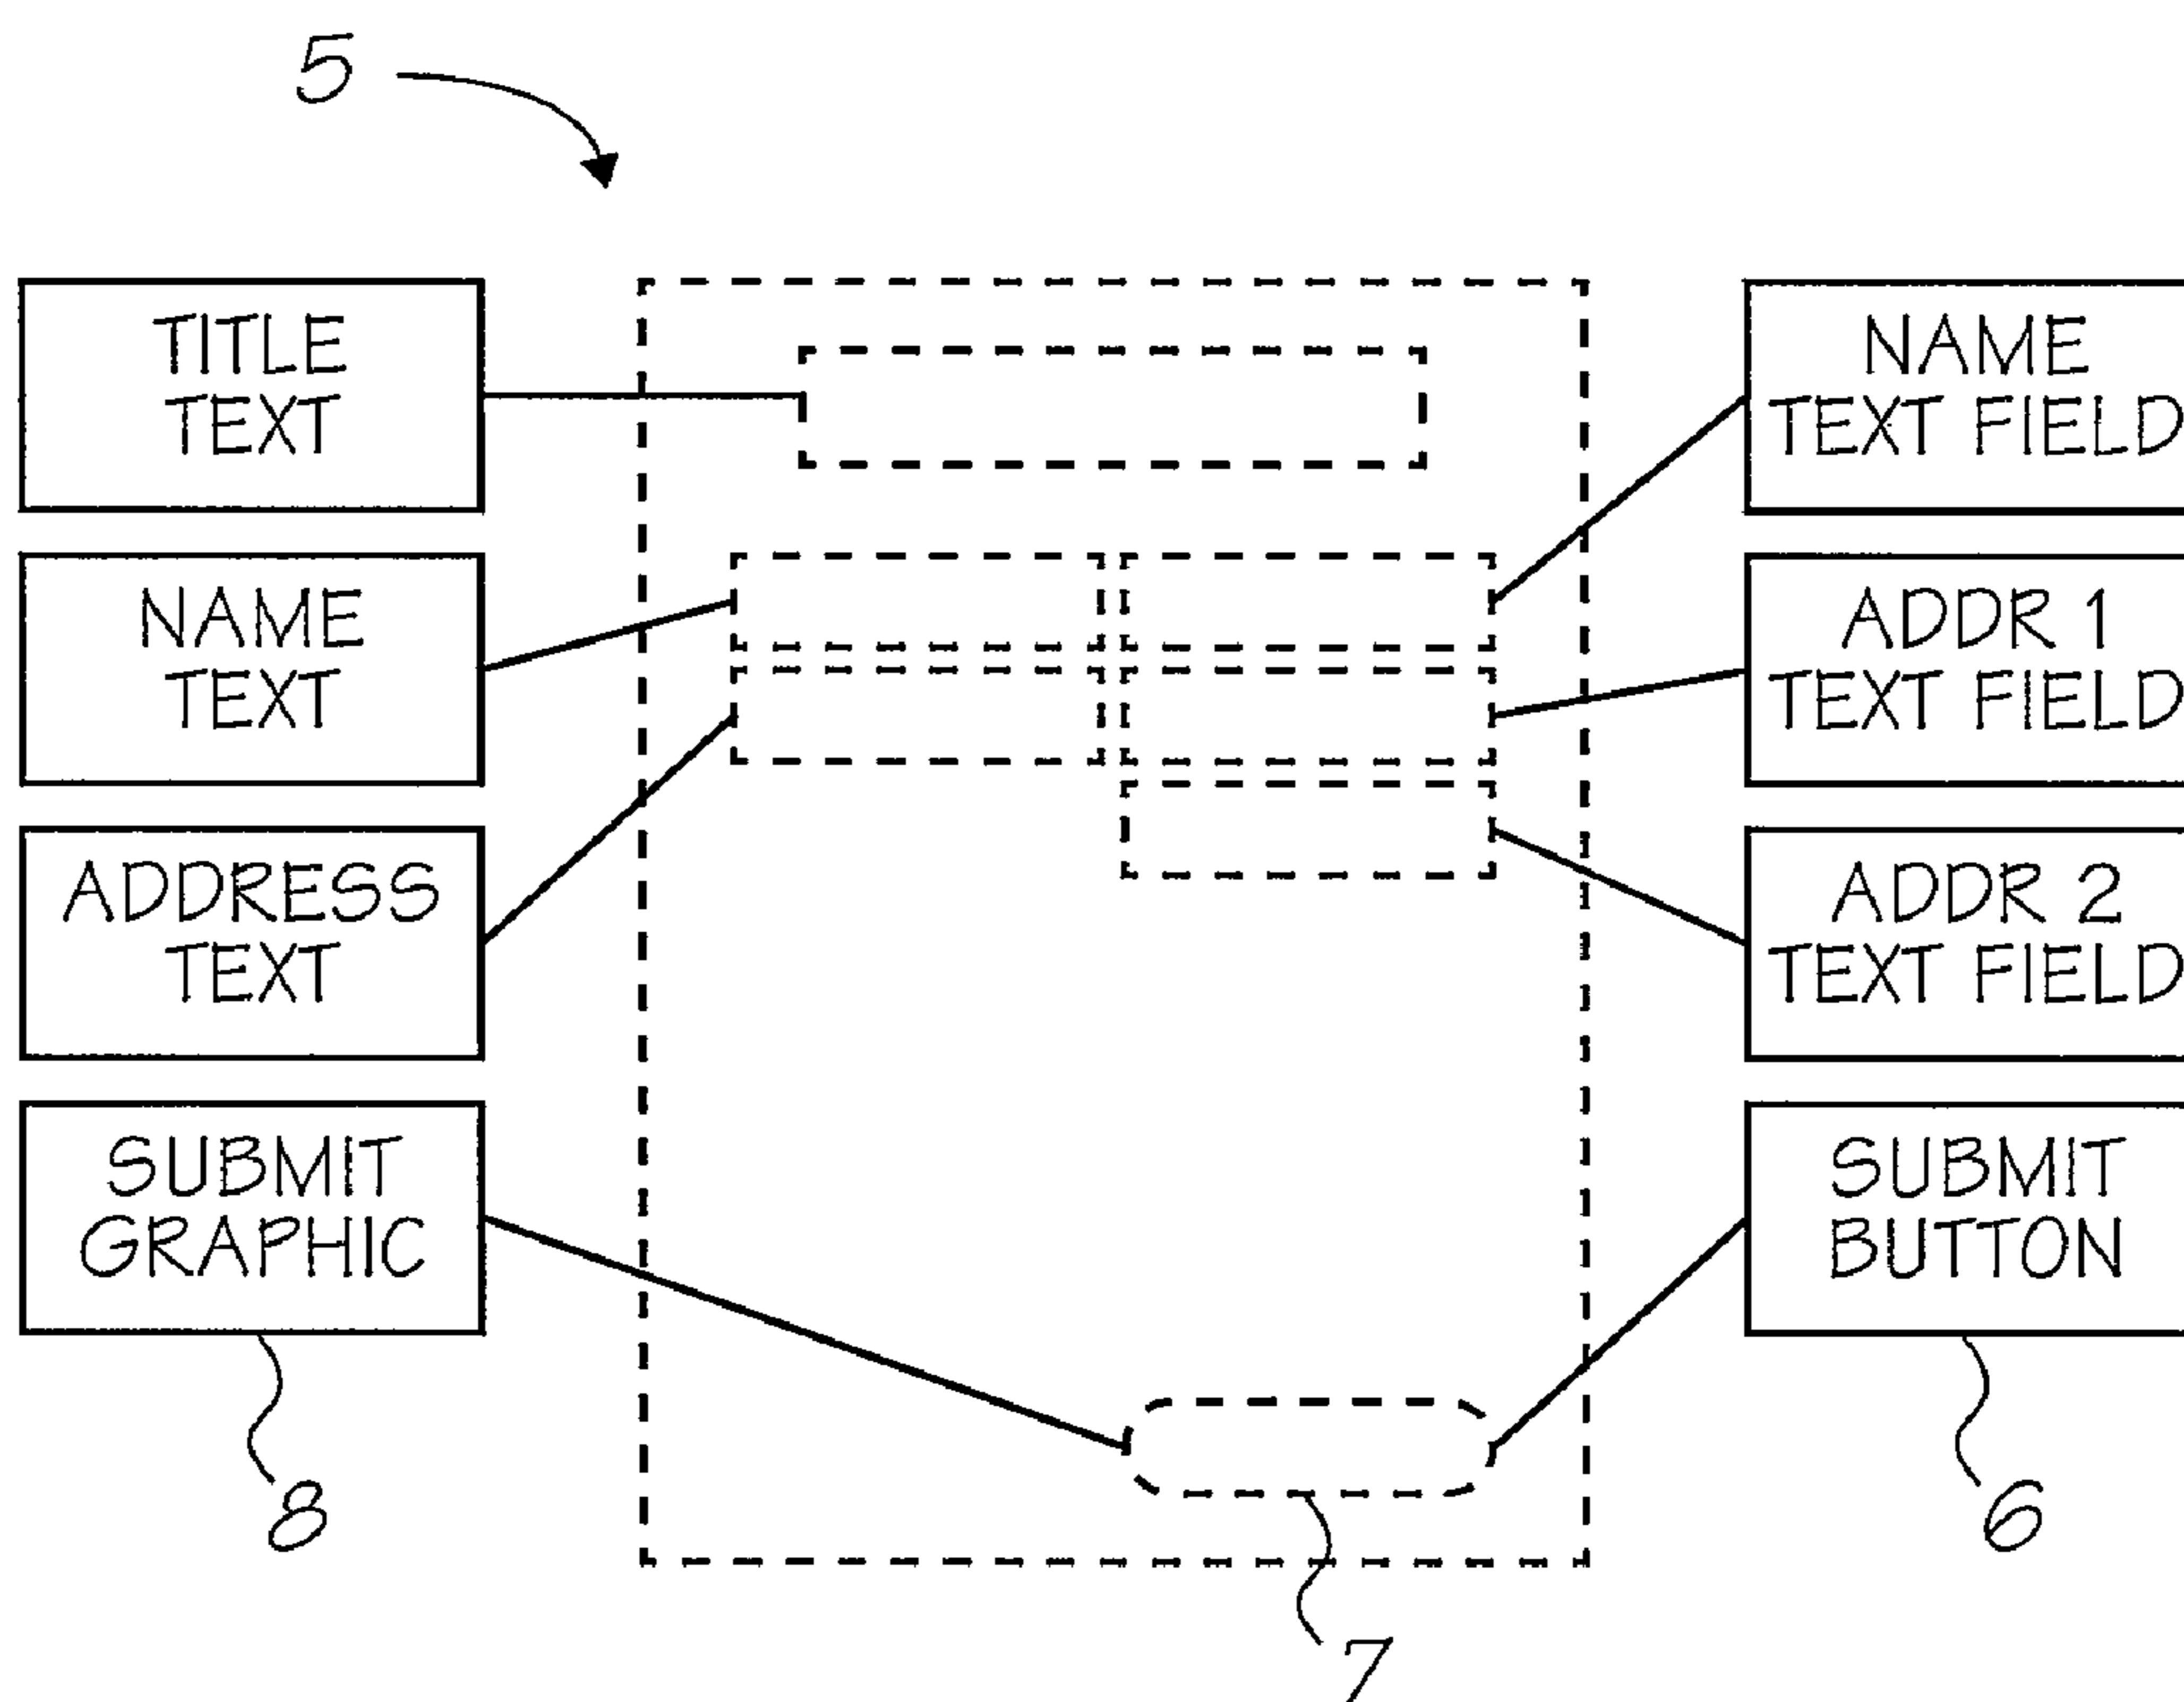 5
TITLE
TEXT
NAME
TEXT FIELD
NAME
TEXT
ADDR 1
TEXT FIELD
ADDRESS
TEXT
ADDR 2
TEXT FIELD
SUBMIT
GRAPHIC
SUBMIT
BUTTON
8
6
7